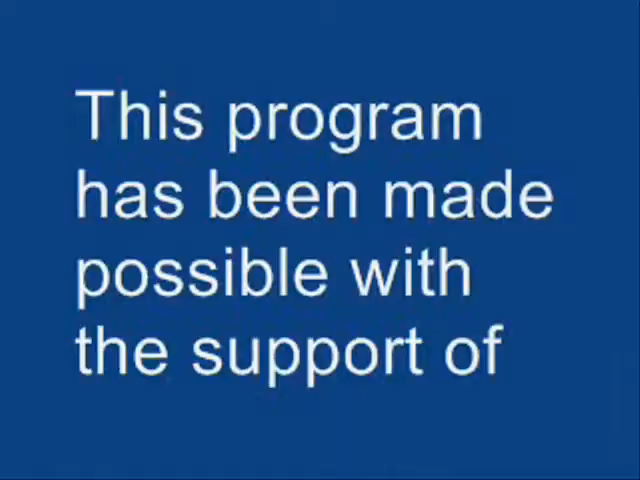 This program
has been made
possible with
the support of